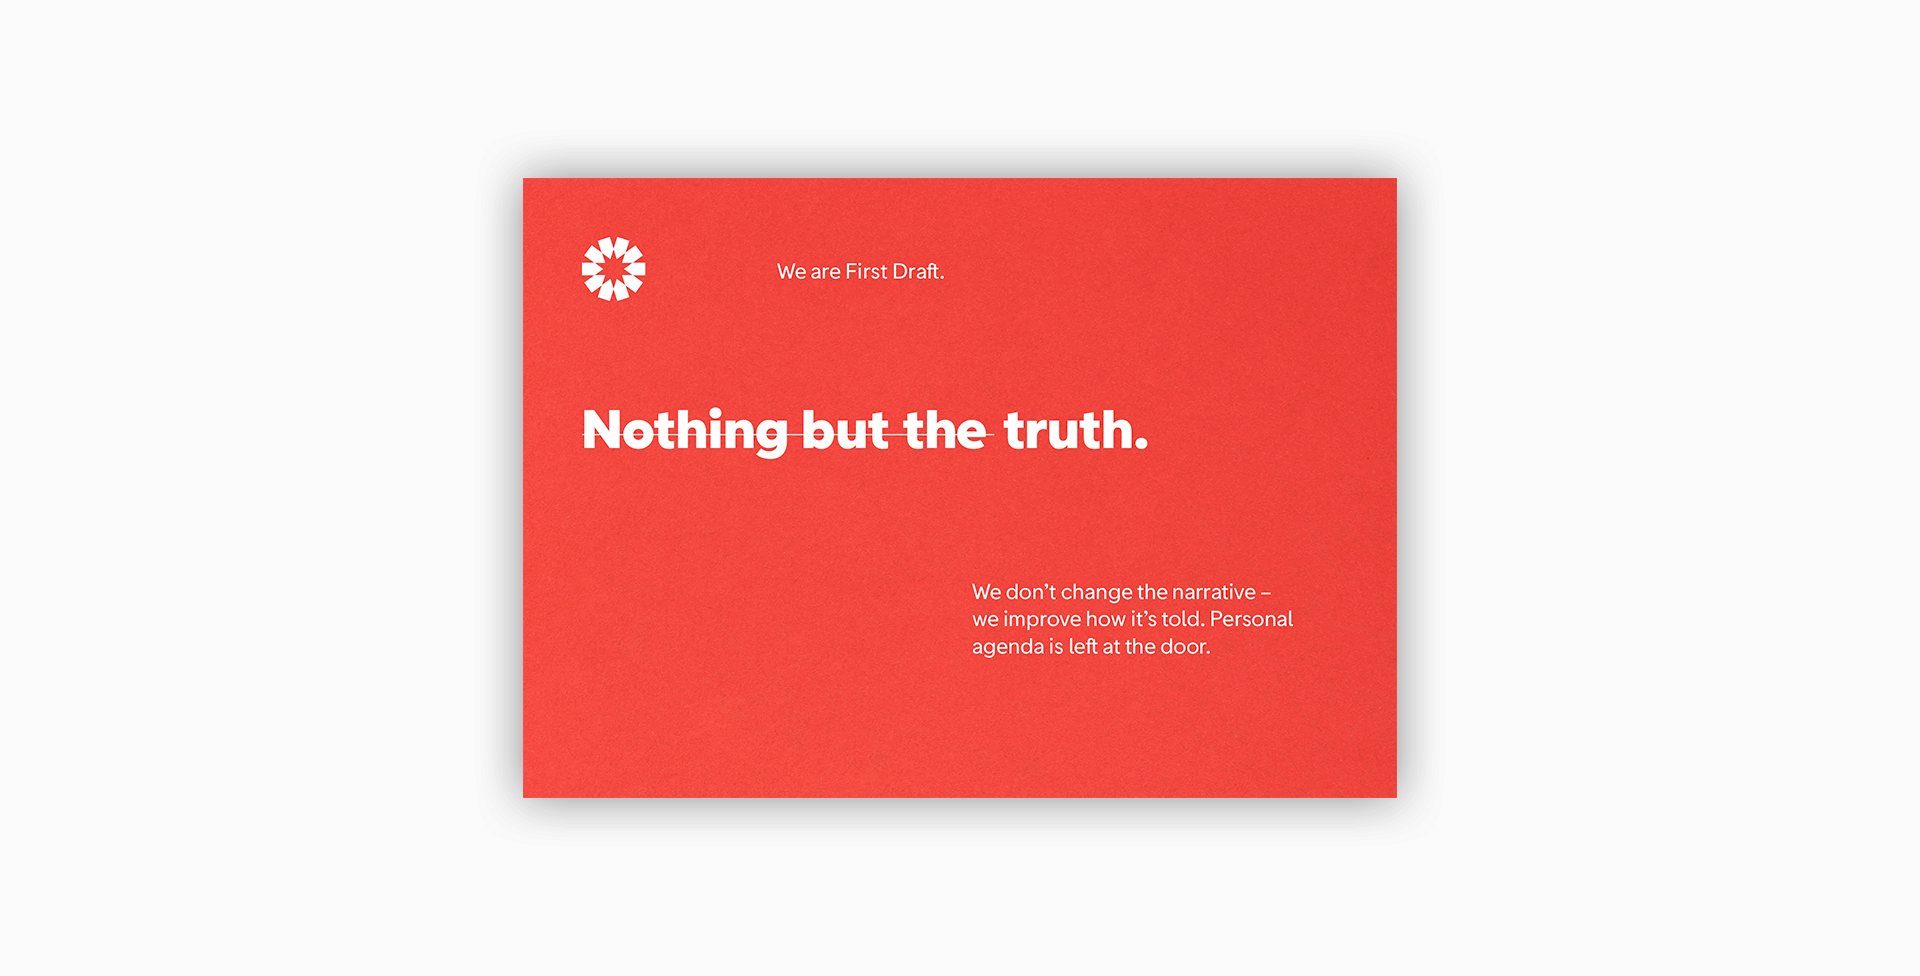 We are First Draft.
Nothing but the truth.
We don’t change the narrative –
we improve how it’s told. Personal
agenda is left at the door.